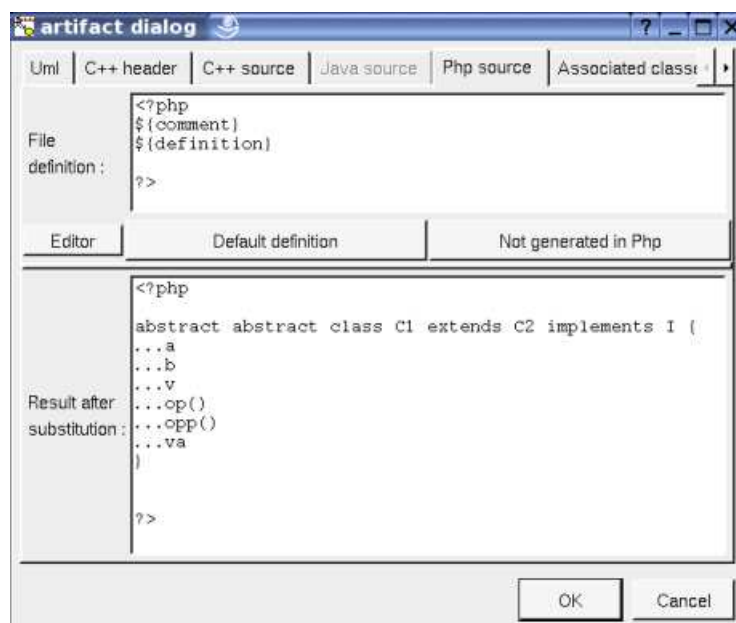 artifact dialog
Uml C++ header C++ source Java source Php source Associated classe
<?php
${comment}
${definition}
?>
File
definition :
Editor Default definition Not generated in Php
<?php
abstract abstract class C1 extends C2 implements I {
...a
...b
...v
...op()
...opp()
...va
}
?>
Result after
substitution :
OK Cancel